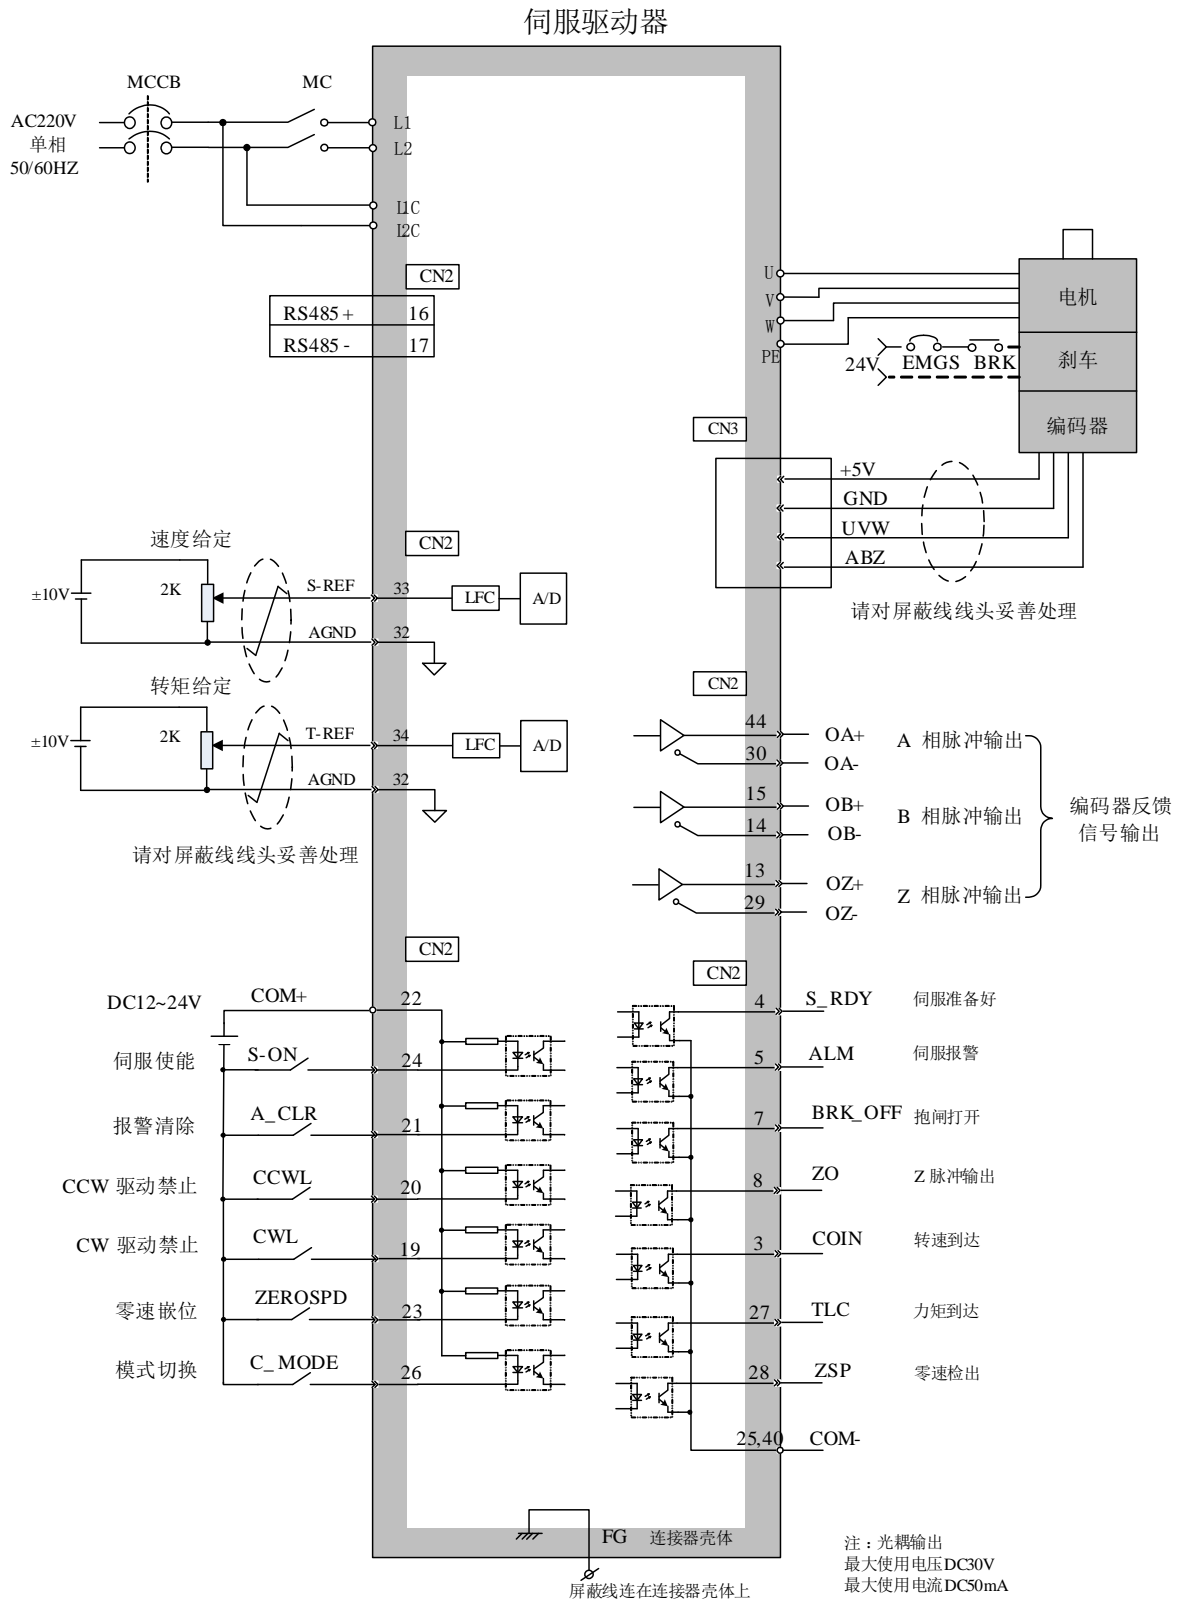 伺服驱动器
MCCB
MC
AC220V
单相
50/60HZ
L1
L2
L1C
L2C
CN2
RS485+ 16
RS485- 17
U
V
W
PE
电机
刹车
编码器
24V
EMGS BRK
CN3
+5V
GND
UVW
ABZ
请对屏蔽线线头妥善处理
CN2
速度给定
±10V
2K
S-REF
33
LFC
A/D
AGND
32
转矩给定
±10V
2K
T-REF
34
LFC
A/D
AGND
32
请对屏蔽线线头妥善处理
CN2
44 OA+
30 OA-
A 相脉冲输出
15 OB+
14 OB-
B 相脉冲输出
13 OZ+
29 OZ-
Z 相脉冲输出
编码器反馈
信号输出
CN2
DC12~24V
COM+ 22
伺服使能 S-ON 24
报警清除 A_CLR 21
CCW 驱动禁止 CCWL 20
CW 驱动禁止 CWL 19
零速嵌位 ZEROSPD 23
模式切换 C_MODE 26
CN2
4 S_RDY 伺服准备好
5 ALM 伺服报警
7 BRK_OFF 抱闸打开
8 ZO Z 脉冲输出
3 COIN 转速到达
27 TLC 力矩到达
28 ZSP 零速检出
25,40 COM-
FG 连接器壳体
屏蔽线连在连接器壳体上
注：光耦输出
最大使用电压DC30V
最大使用电流DC50mA